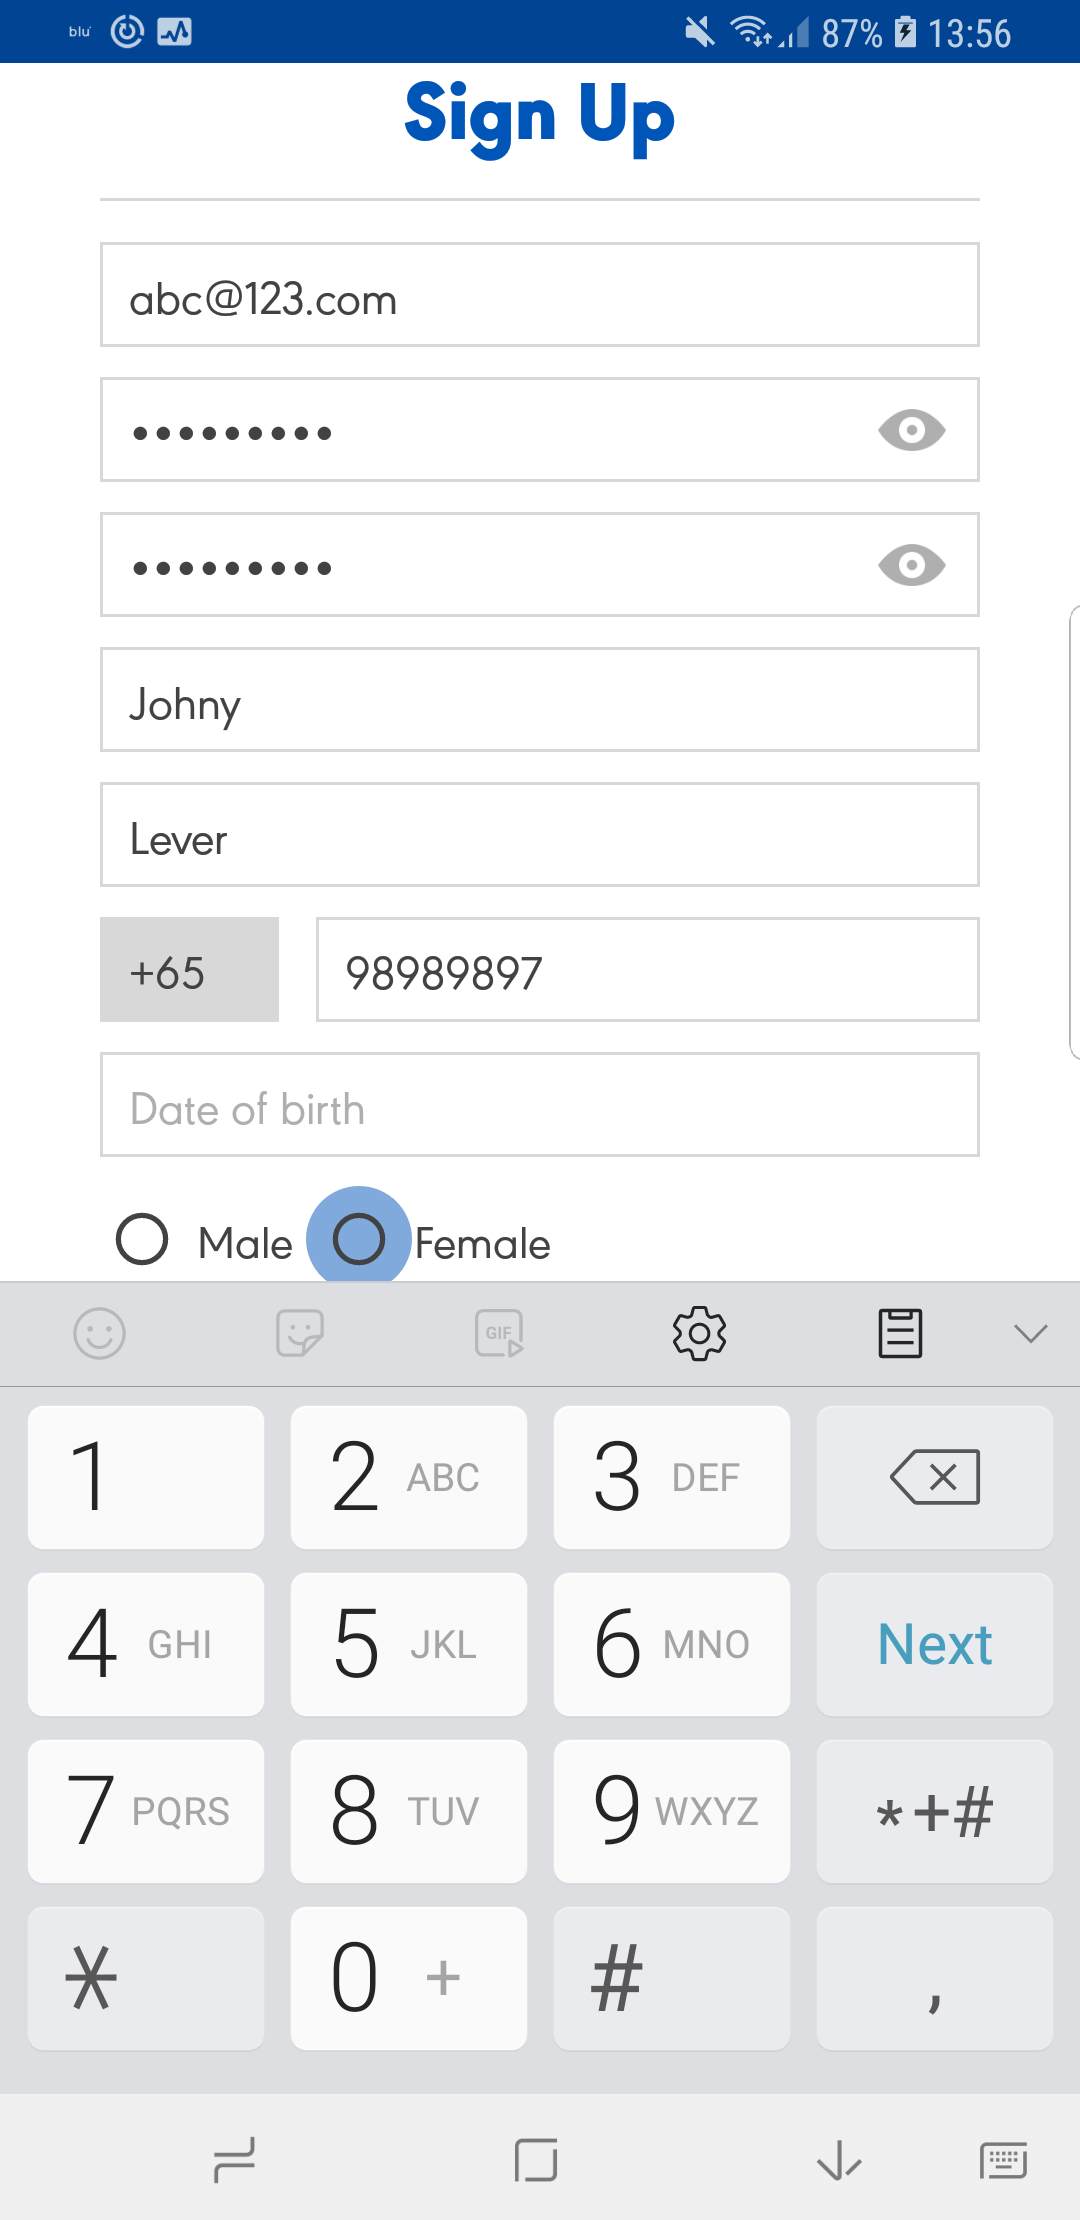 blu 87% 13:56
Sign Up
abc@123.com
•••••••••
•••••••••
Johny
Lever
+65 98989897
Date of birth
Male Female
GIF
1 2 ABC 3 DEF
4 GHI 5 JKL 6 MNO Next
7 PQRS 8 TUV 9 WXYZ *+#
* 0 + # ,